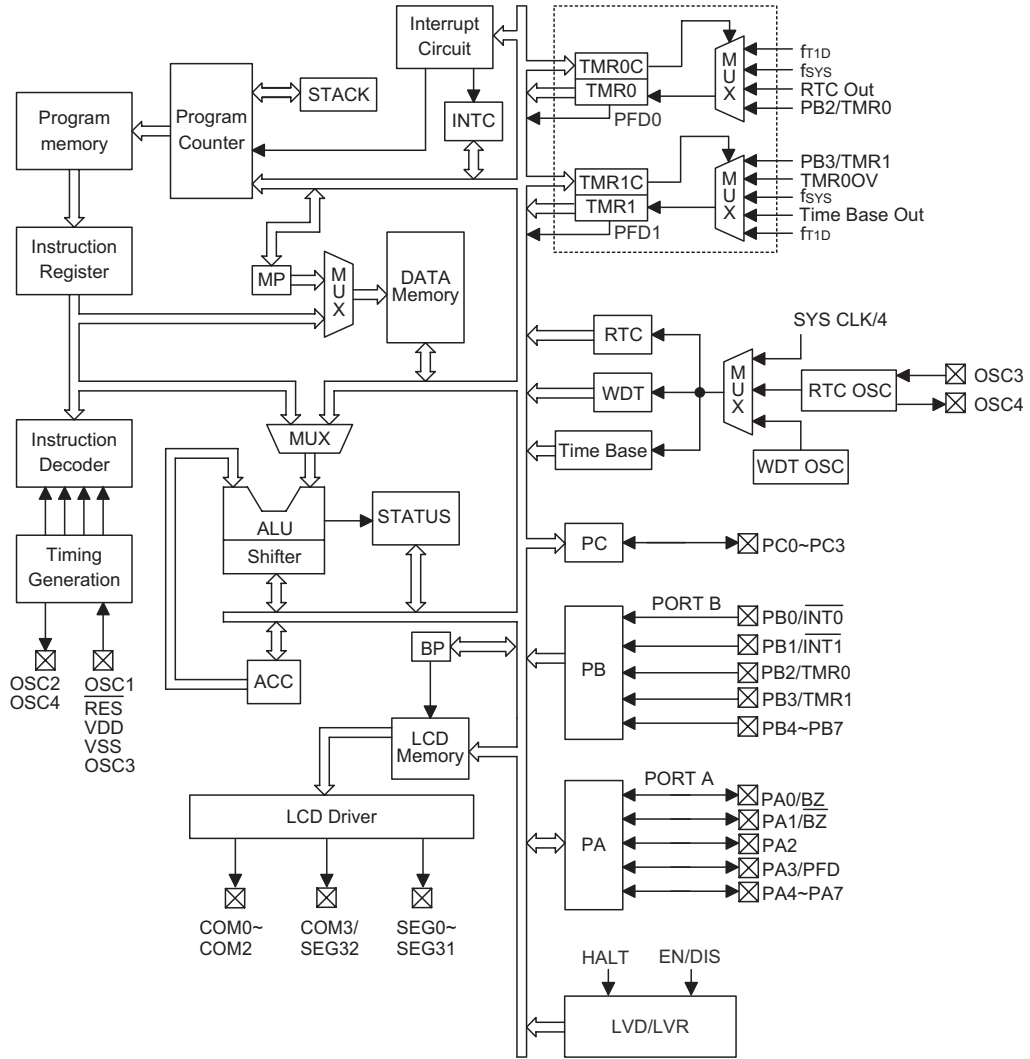 Interrupt
Circuit
Program
memory
Program
Counter
STACK
INTC
TMR0C
TMR0
PFD0
MUX
fT1D
fSYS
RTC Out
PB2/TMR0
TMR1C
TMR1
PFD1
MUX
PB3/TMR1
TMR0OV
fSYS
Time Base Out
fT1D
Instruction
Register
MP
MUX
DATA
Memory
RTC
WDT
Time Base
MUX
SYS CLK/4
RTC OSC
OSC3
OSC4
WDT OSC
Instruction
Decoder
MUX
ALU
Shifter
STATUS
Timing
Generation
OSC2
OSC4
OSC1
RES
VDD
VSS
OSC3
ACC
BP
LCD
Memory
LCD Driver
COM0~
COM2
COM3/
SEG32
SEG0~
SEG31
PC
PC0~PC3
PORT B
PB
PB0/INT0
PB1/INT1
PB2/TMR0
PB3/TMR1
PB4~PB7
PORT A
PA
PA0/BZ
PA1/BZ
PA2
PA3/PFD
PA4~PA7
HALT
EN/DIS
LVD/LVR